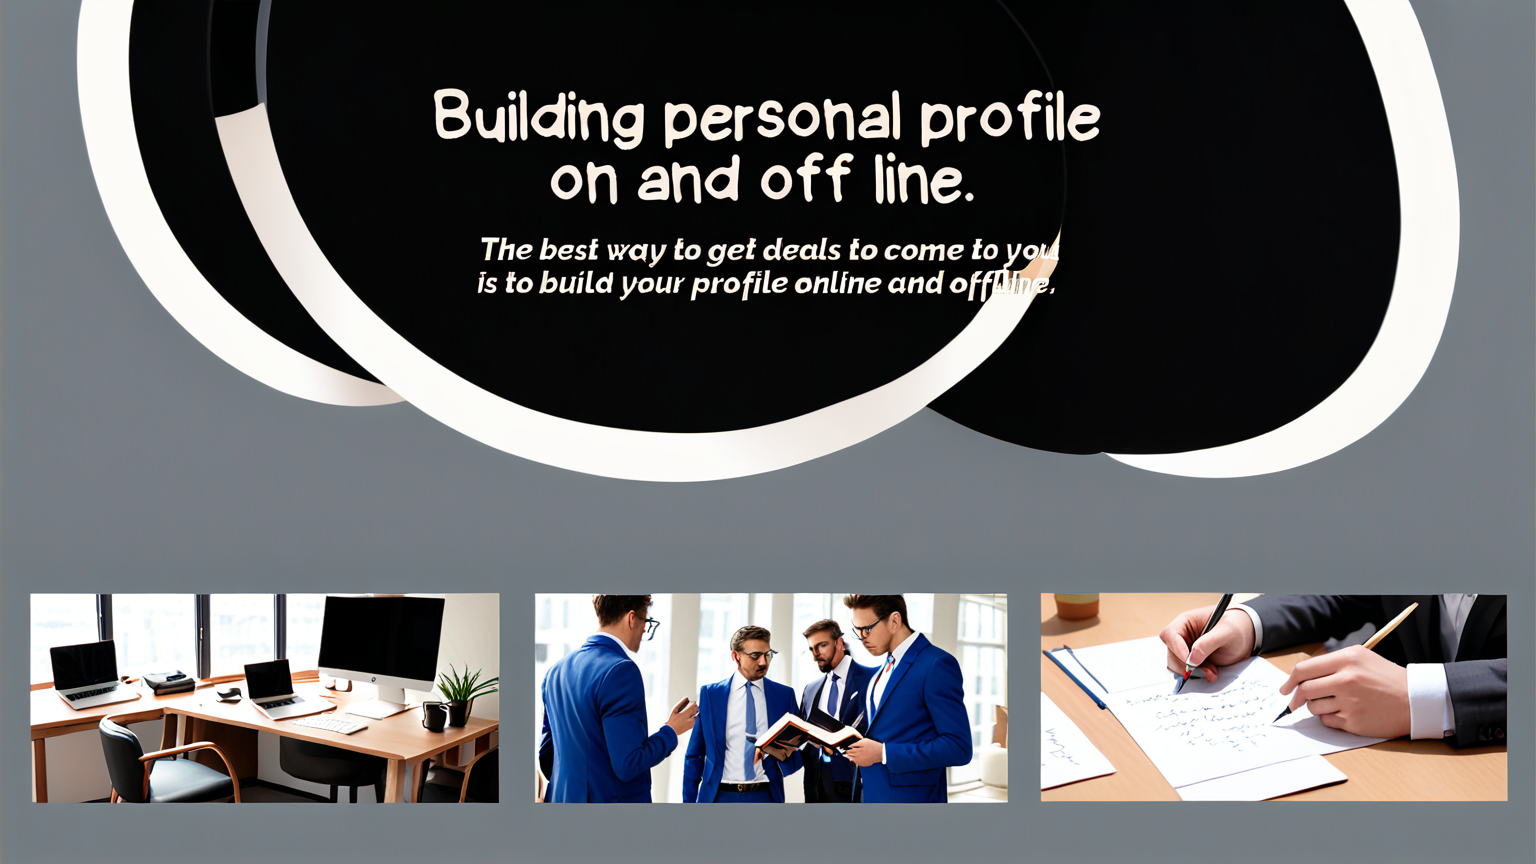 Building personal profile
on and off line.
The best way to get deals to come to you
is to build your profile online and offline.